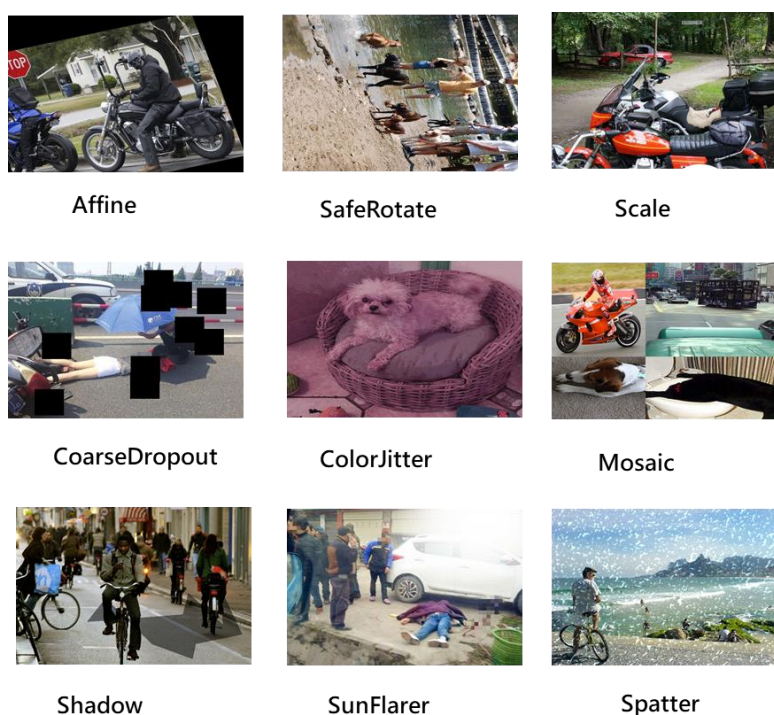 STOP
Affine
SafeRotate
Scale
CoarseDropout
ColorJitter
Mosaic
Shadow
SunFlarer
Spatter